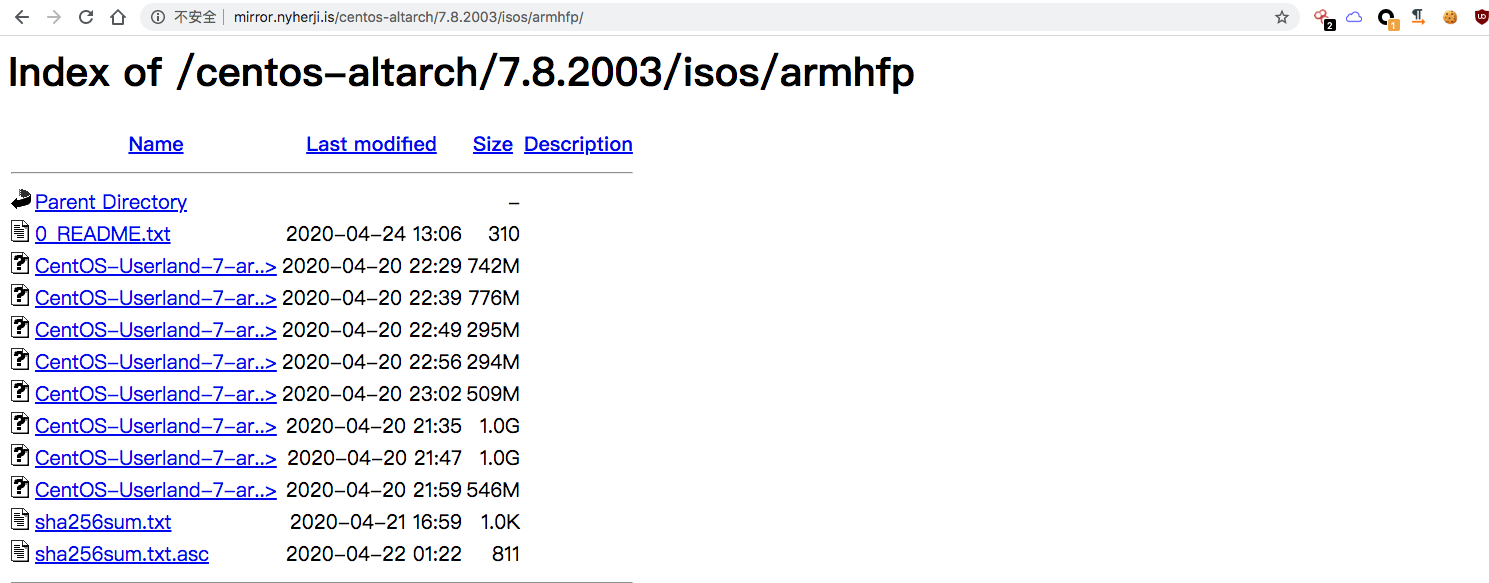 不安全 mirror.nyherji.is/centos-altarch/7.8.2003/isos/armhfp/ 2 1 UD
Index of /centos-altarch/7.8.2003/isos/armhfp
Name Last modified Size Description
Parent Directory -
0_README.txt 2020-04-24 13:06 310
CentOS-Userland-7-ar..> 2020-04-20 22:29 742M
CentOS-Userland-7-ar..> 2020-04-20 22:39 776M
CentOS-Userland-7-ar..> 2020-04-20 22:49 295M
CentOS-Userland-7-ar..> 2020-04-20 22:56 294M
CentOS-Userland-7-ar..> 2020-04-20 23:02 509M
CentOS-Userland-7-ar..> 2020-04-20 21:35 1.0G
CentOS-Userland-7-ar..> 2020-04-20 21:47 1.0G
CentOS-Userland-7-ar..> 2020-04-20 21:59 546M
sha256sum.txt 2020-04-21 16:59 1.0K
sha256sum.txt.asc 2020-04-22 01:22 811